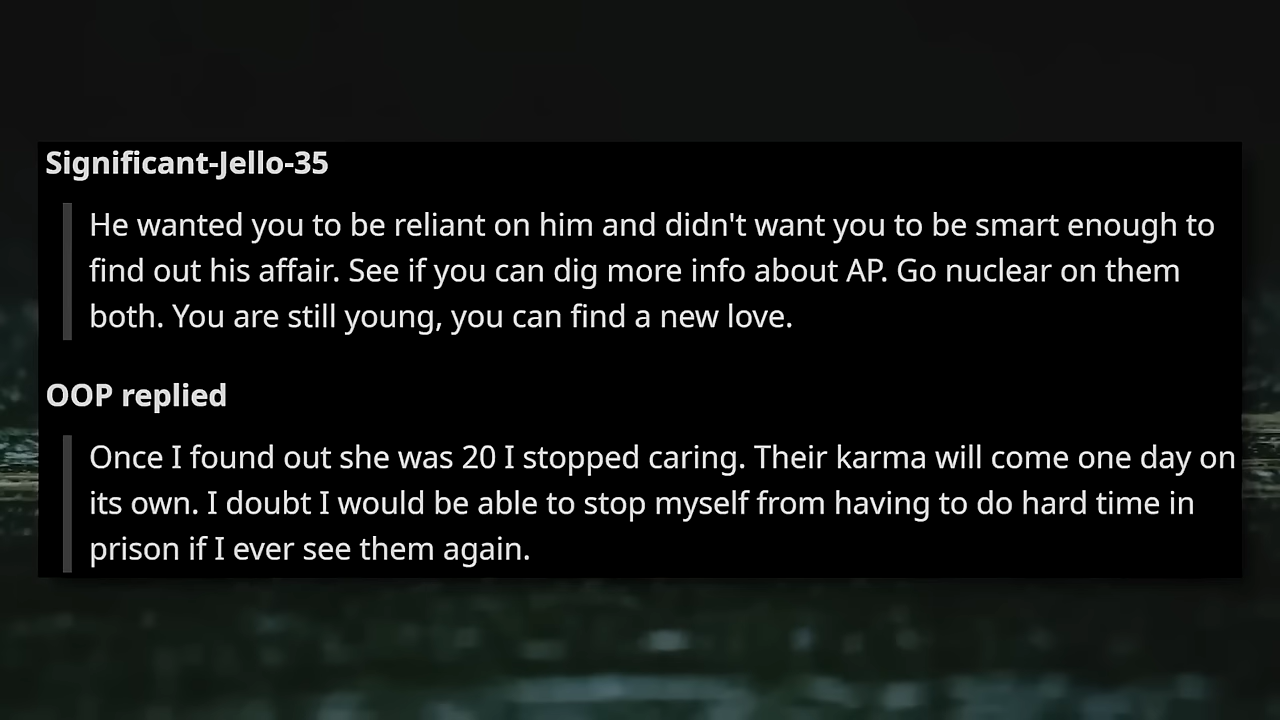 Significant-Jello-35
He wanted you to be reliant on him and didn't want you to be smart enough to
find out his affair. See if you can dig more info about AP. Go nuclear on them
both. You are still young, you can find a new love.
OOP replied
Once I found out she was 20 I stopped caring. Their karma will come one day on
its own. I doubt I would be able to stop myself from having to do hard time in
prison if I ever see them again.